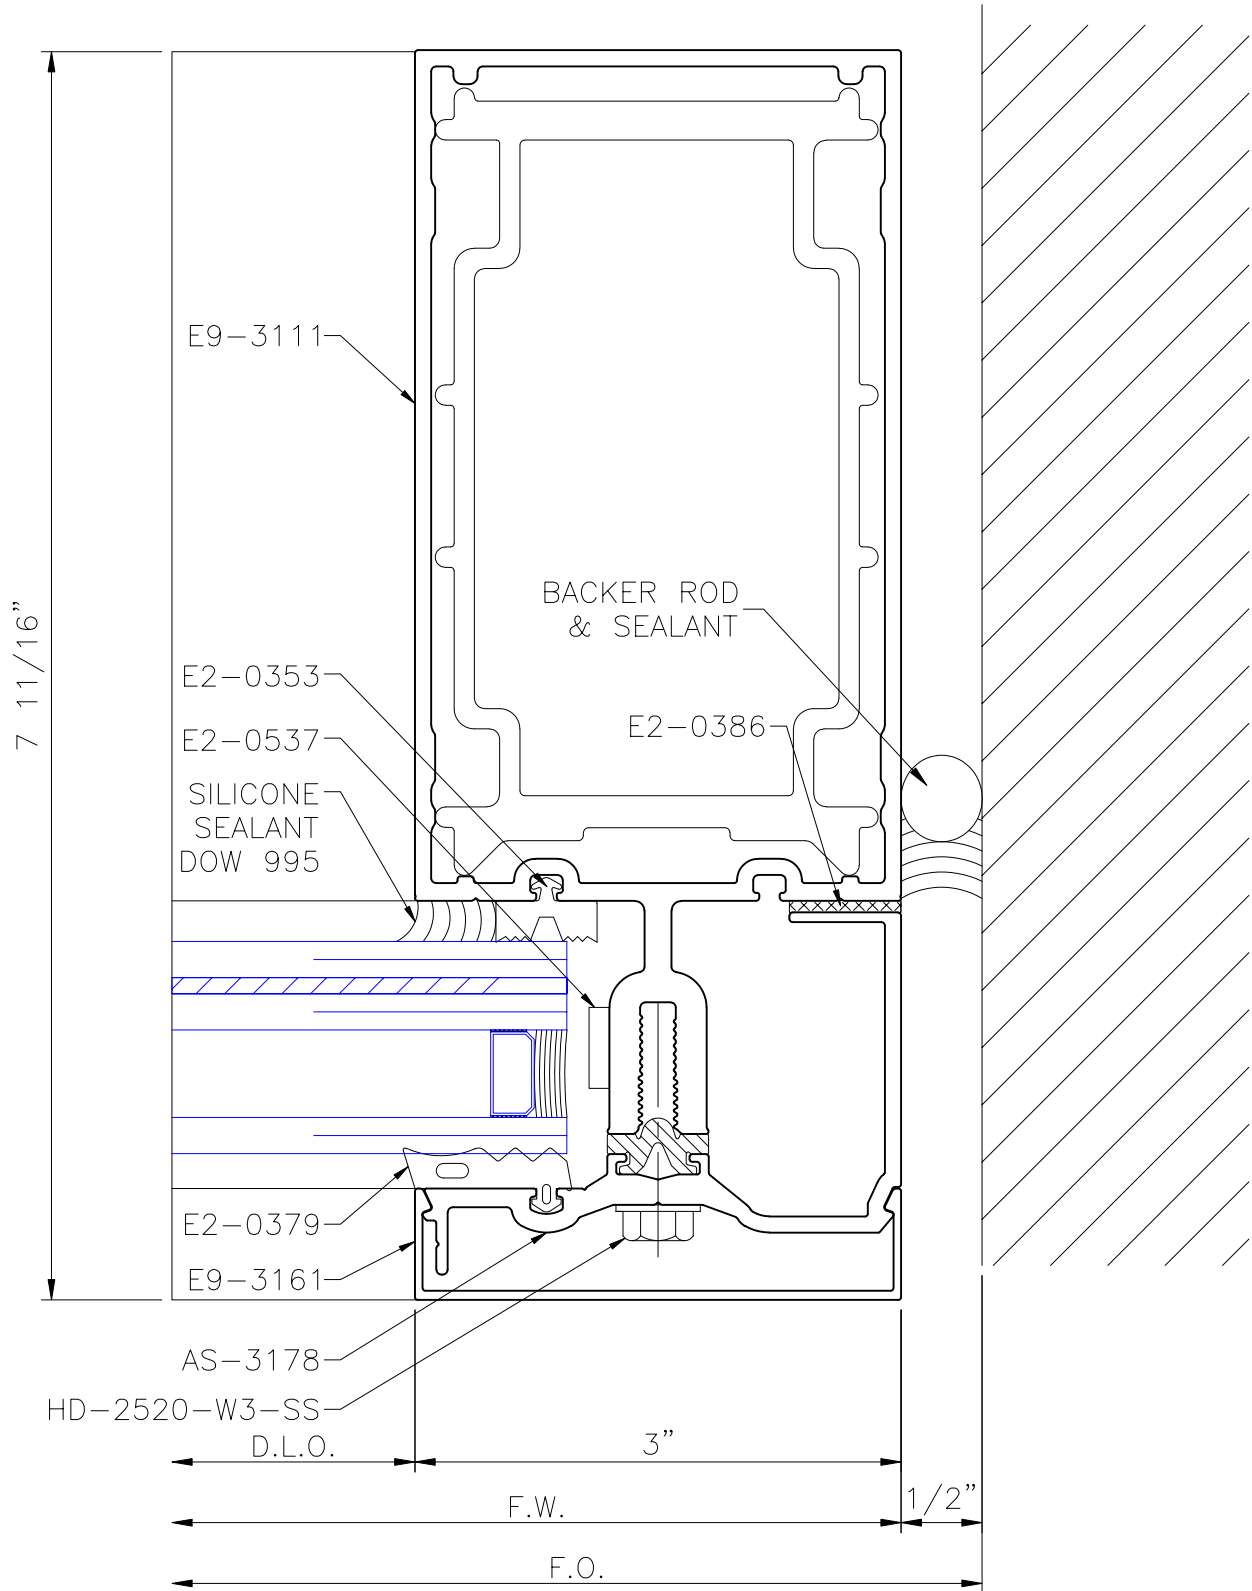 7 11/16”
E9-3111
BACKER ROD
& SEALANT
E2-0353
E2-0386
E2-0537
SILICONE
SEALANT
DOW 995
E2-0379
E9-3161
AS-3178
HD-2520-W3-SS
D.L.O.
3”
1/2”
F.W.
F.O.